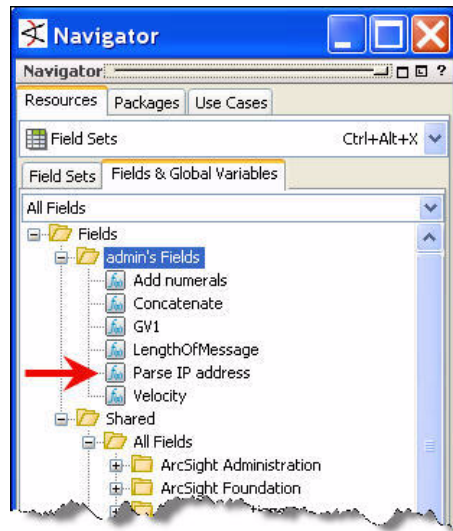 Navigator
Navigator
?
Resources Packages Use Cases
Field Sets Ctrl+Alt+X
Field Sets Fields & Global Variables
All Fields
Fields
admin's Fields
Add numerals
Concatenate
GV1
LengthOfMessage
Parse IP address
Velocity
Shared
All Fields
ArcSight Administration
ArcSight Foundation